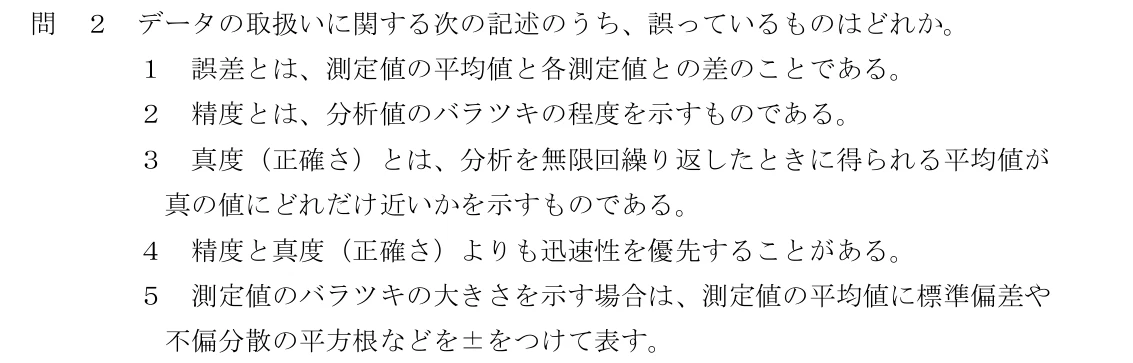 問　２　データの取扱いに関する次の記述のうち、誤っているものはどれか。
１　誤差とは、測定値の平均値と各測定値との差のことである。
２　精度とは、分析値のバラツキの程度を示すものである。
３　真度（正確さ）とは、分析を無限回繰り返したときに得られる平均値が
真の値にどれだけ近いかを示すものである。
４　精度と真度（正確さ）よりも迅速性を優先することがある。
５　測定値のバラツキの大きさを示す場合は、測定値の平均値に標準偏差や
不偏分散の平方根などを±をつけて表す。